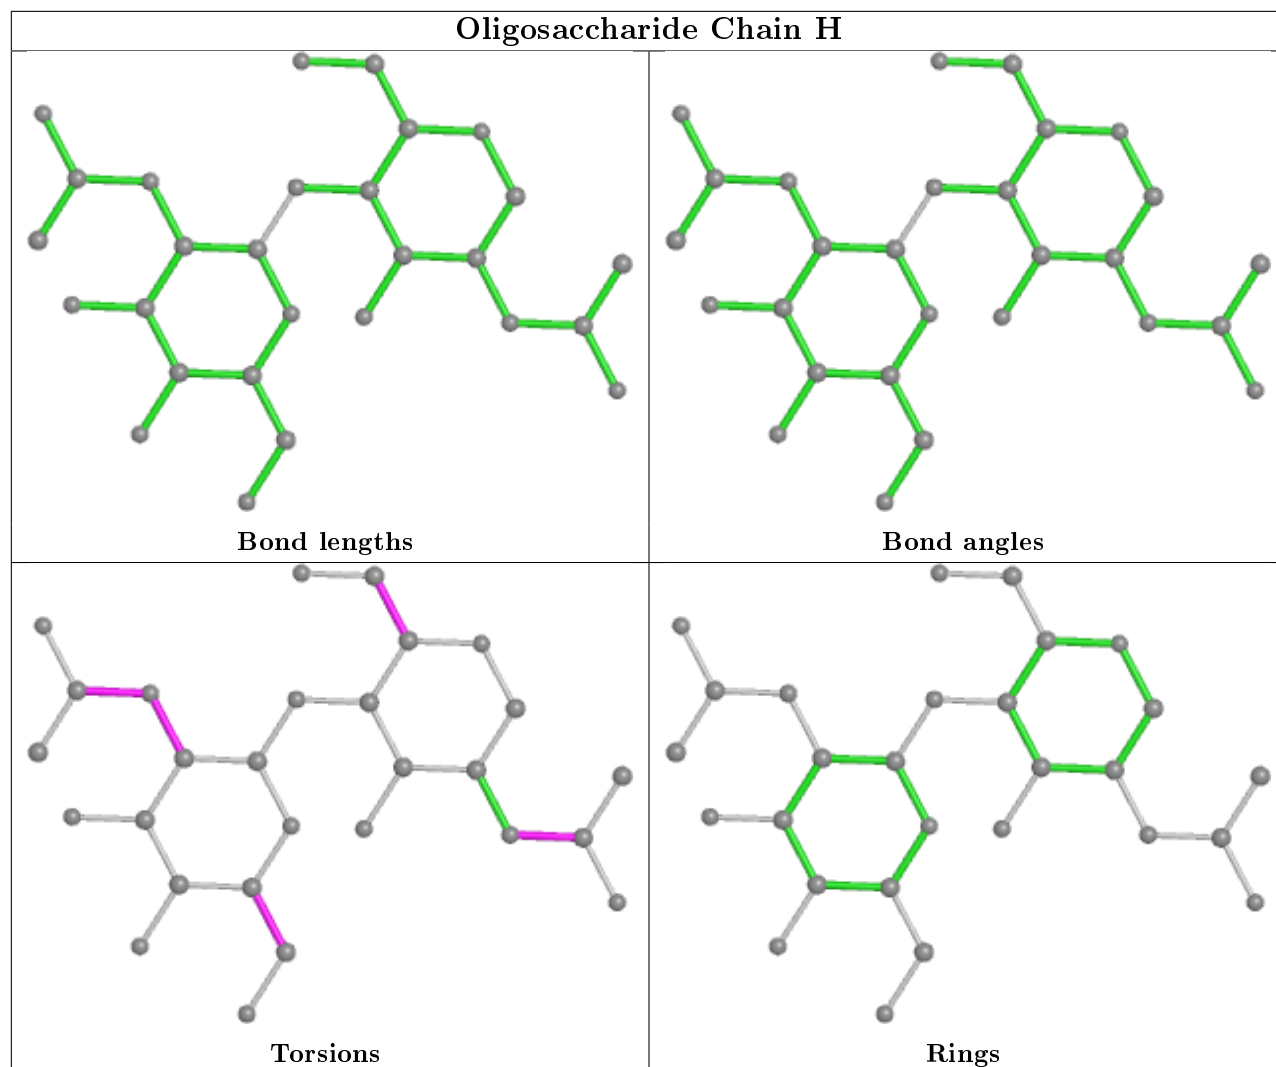 Oligosaccharide Chain H
Bond lengths
Bond angles
Torsions
Rings